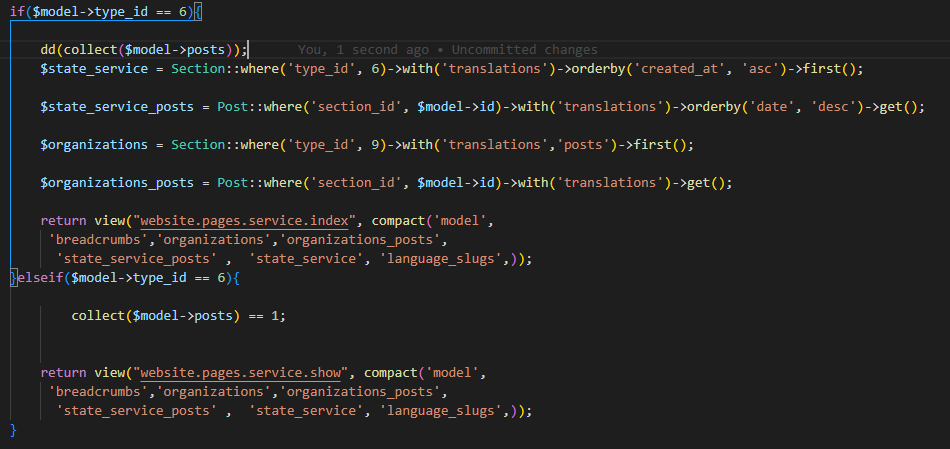 if($model->type_id == 6){
dd(collect($model->posts)); You, 1 second ago • Uncommitted changes
$state_service = Section::where('type_id', 6)->with('translations')->orderby('created_at', 'asc')->first();
$state_service_posts = Post::where('section_id', $model->id)->with('translations')->orderby('date', 'desc')->get();
$organizations = Section::where('type_id', 9)->with('translations','posts')->first();
$organizations_posts = Post::where('section_id', $model->id)->with('translations')->get();
return view("website.pages.service.index", compact('model',
'breadcrumbs','organizations','organizations_posts',
'state_service_posts' ,  'state_service', 'language_slugs',));
}elseif($model->type_id == 6){
collect($model->posts) == 1;
return view("website.pages.service.show", compact('model',
'breadcrumbs','organizations','organizations_posts',
'state_service_posts' ,  'state_service', 'language_slugs',));
}